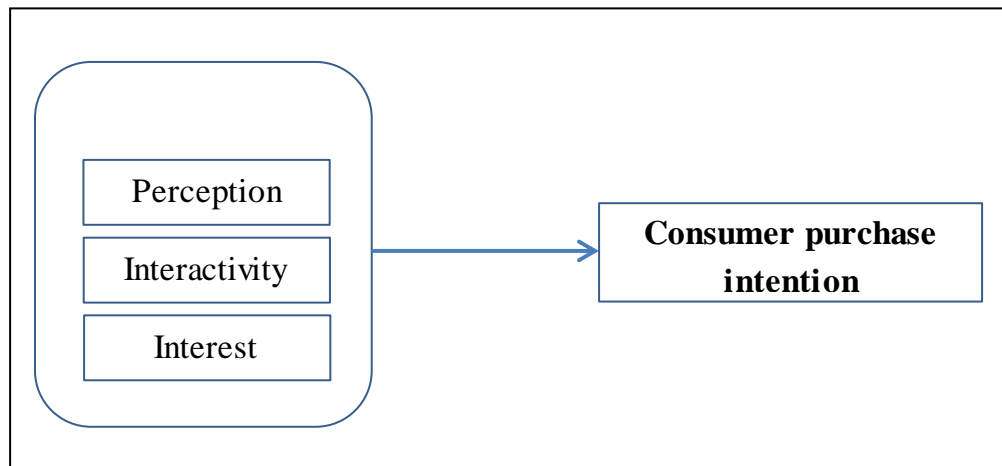 Perception
Interactivity
Interest
Consumer purchase
intention